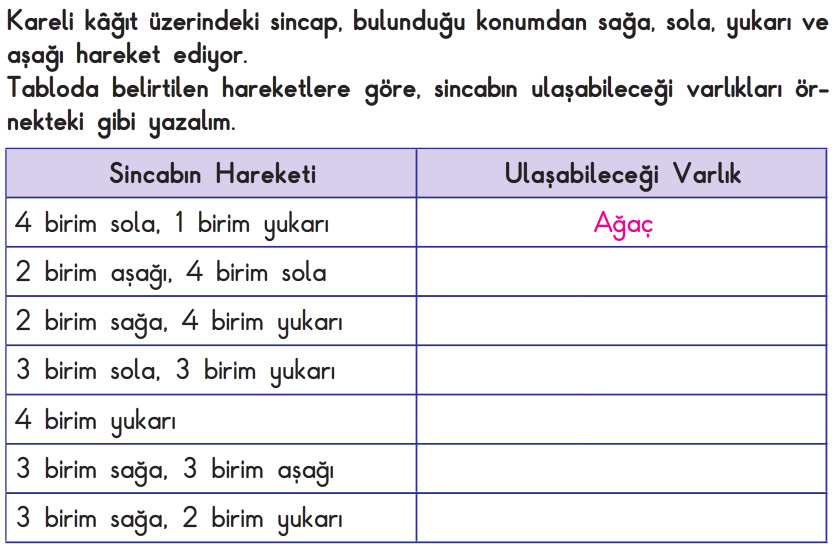 Kareli kâğıt üzerindeki sincap, bulunduğu konumdan sağa, sola, yukarı ve
aşağı hareket ediyor.
Tabloda belirtilen hareketlere göre, sincabın ulaşabileceği varlıkları ör-
nekteki gibi yazalım.
Sincabın Hareketi Ulaşabileceği Varlık
4 birim sola, 1 birim yukarı Ağaç
2 birim aşağı, 4 birim sola
2 birim sağa, 4 birim yukarı
3 birim sola, 3 birim yukarı
4 birim yukarı
3 birim sağa, 3 birim aşağı
3 birim sağa, 2 birim yukarı